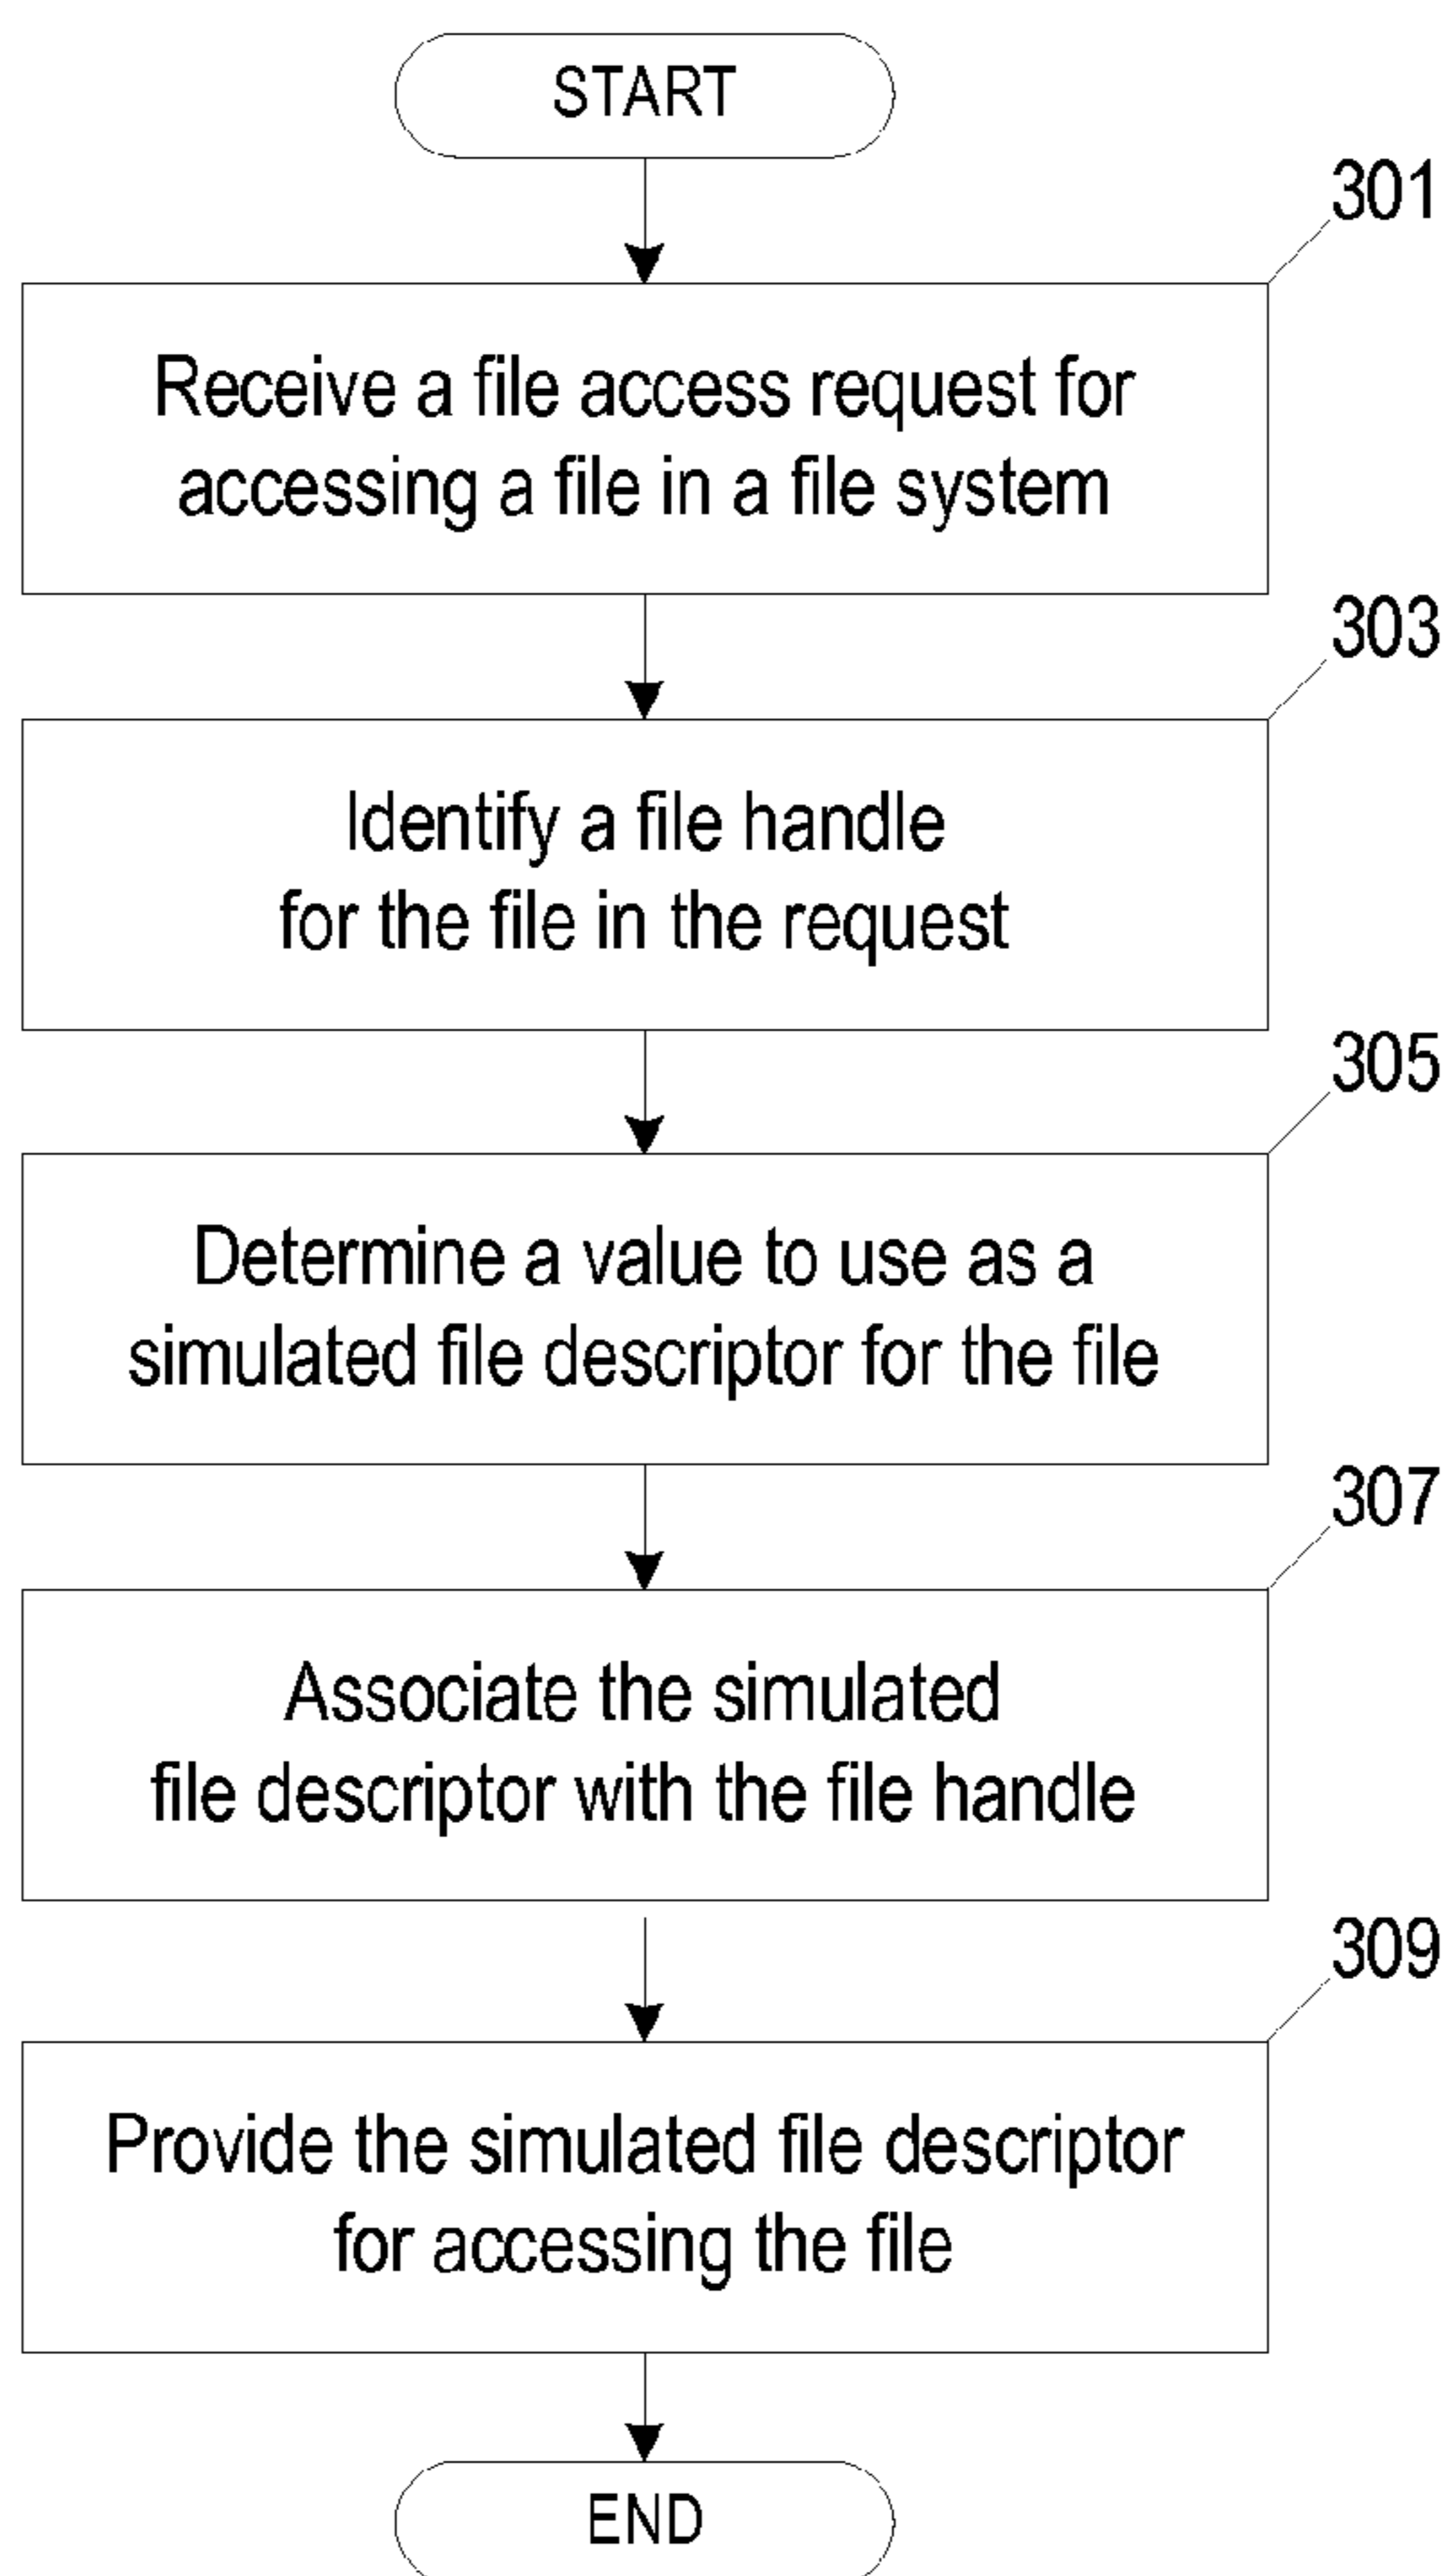 START
301
Receive a file access request for
accessing a file in a file system
303
Identify a file handle
for the file in the request
305
Determine a value to use as a
simulated file descriptor for the file
307
Associate the simulated
file descriptor with the file handle
309
Provide the simulated file descriptor
for accessing the file
END